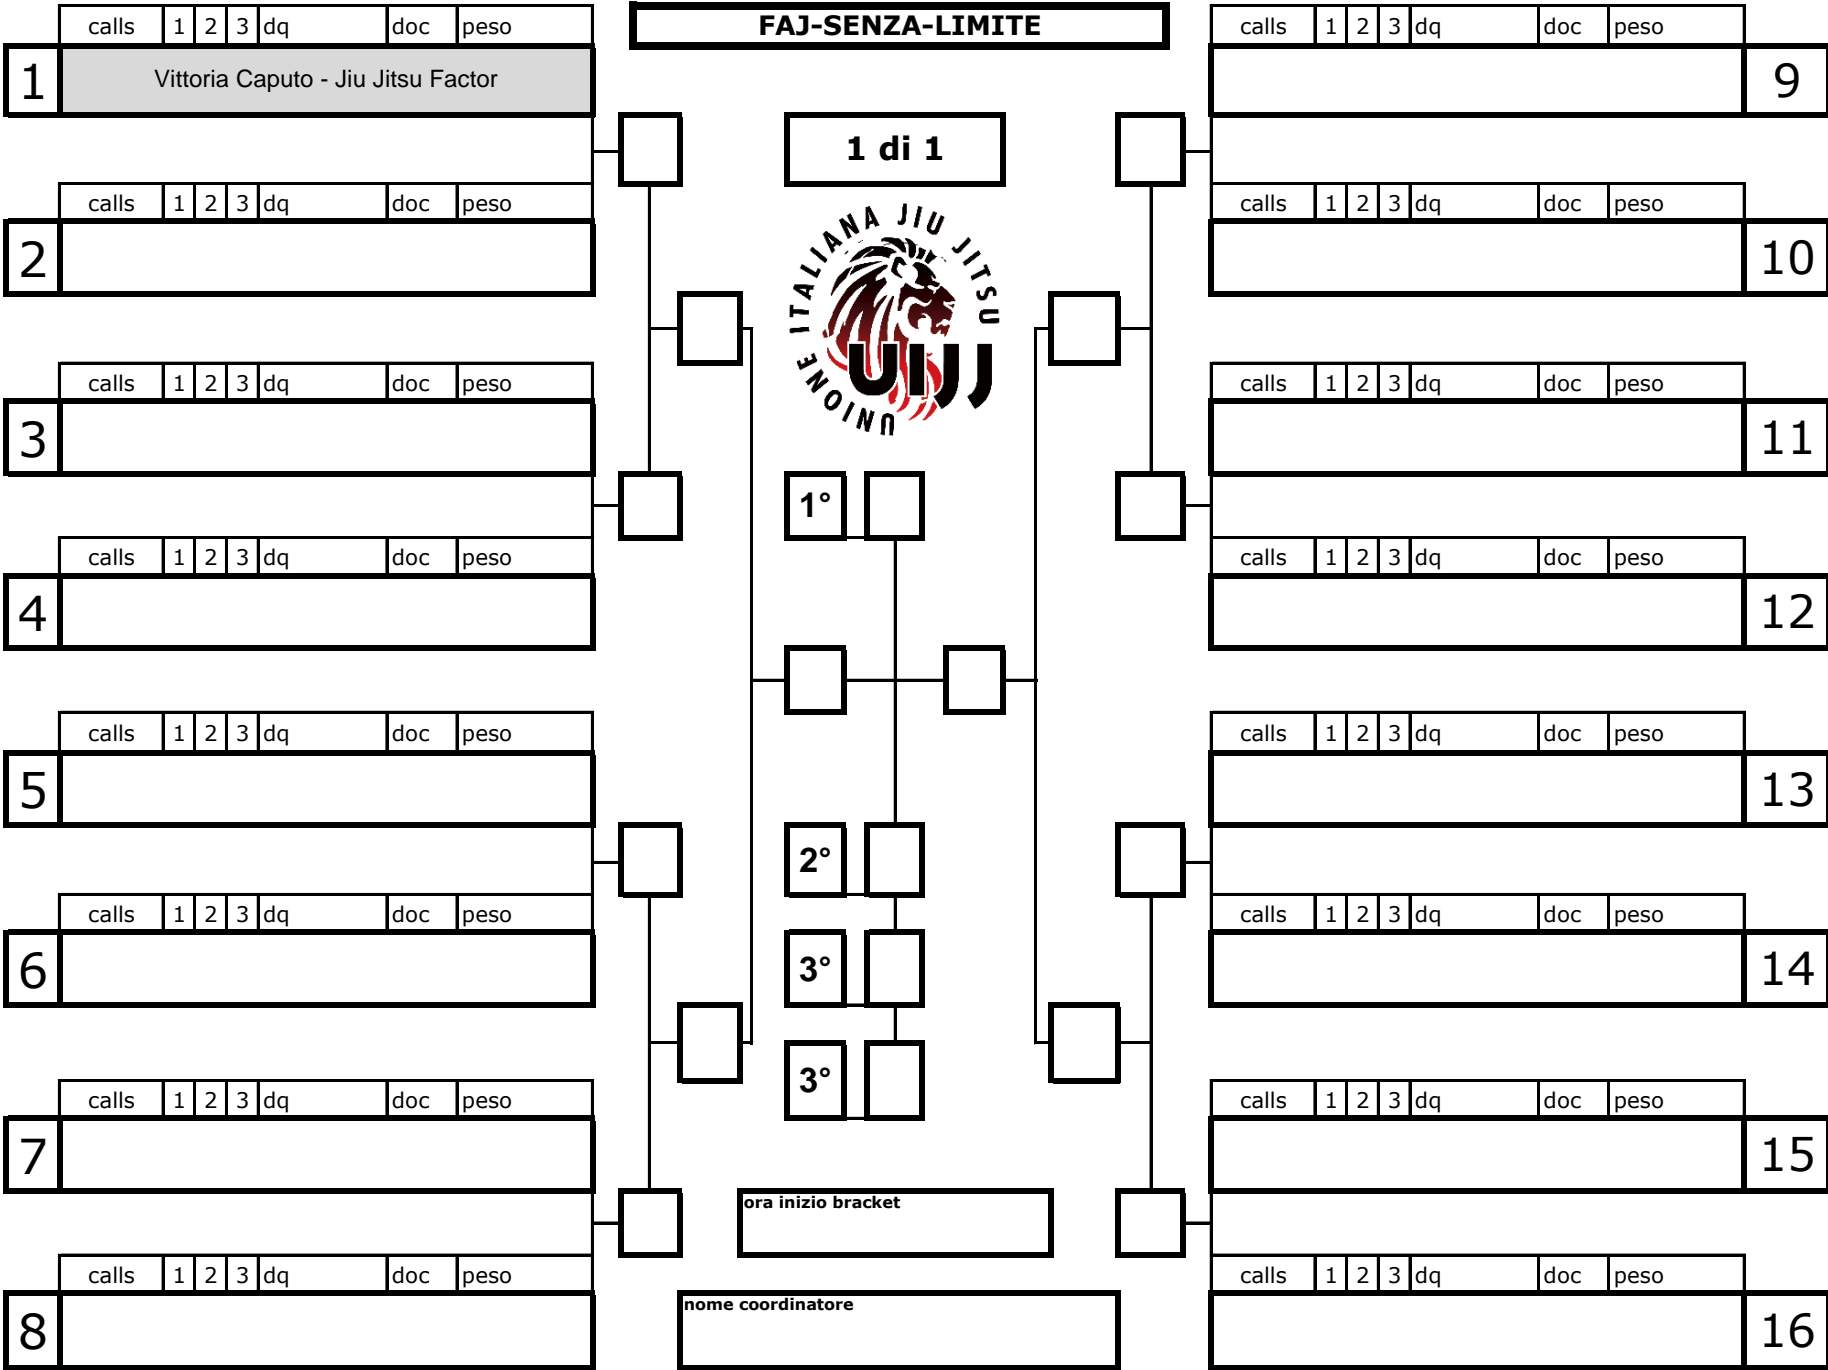 FAJ-SENZA-LIMITE
1 di 1
UNIONE ITALIANA JIU JITSU
UIJJ
calls 1 2 3 dq doc peso
1 Vittoria Caputo - Jiu Jitsu Factor
calls 1 2 3 dq doc peso
2
calls 1 2 3 dq doc peso
3
calls 1 2 3 dq doc peso
4
calls 1 2 3 dq doc peso
5
calls 1 2 3 dq doc peso
6
calls 1 2 3 dq doc peso
7
calls 1 2 3 dq doc peso
8
1°
2°
3°
3°
ora inizio bracket
nome coordinatore
calls 1 2 3 dq doc peso
9
calls 1 2 3 dq doc peso
10
calls 1 2 3 dq doc peso
11
calls 1 2 3 dq doc peso
12
calls 1 2 3 dq doc peso
13
calls 1 2 3 dq doc peso
14
calls 1 2 3 dq doc peso
15
calls 1 2 3 dq doc peso
16